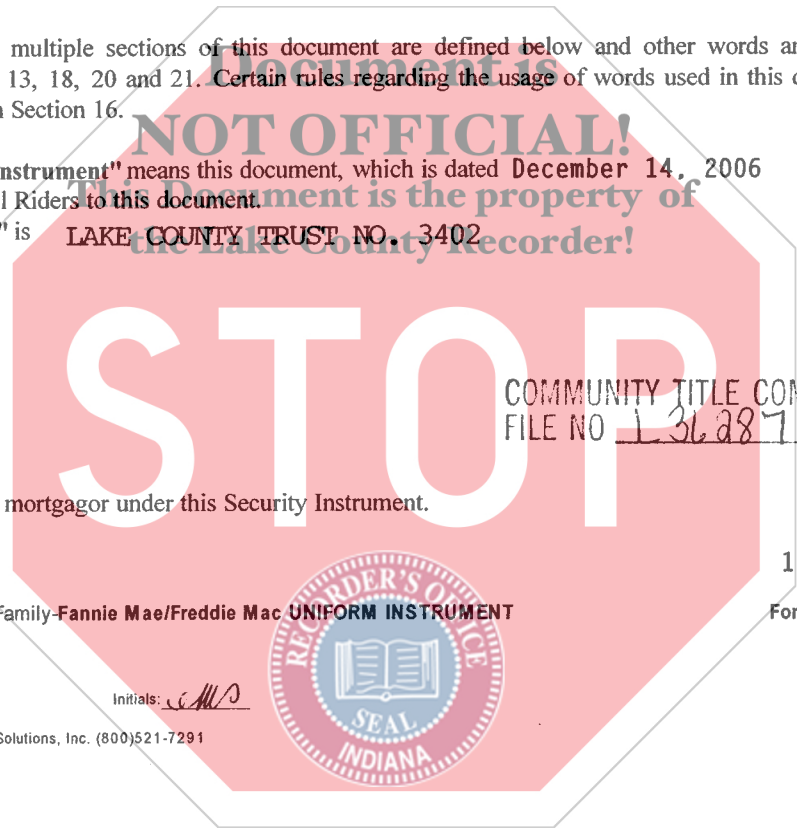 multiple sections of this document are defined below and other words
Document is
13, 18, 20 and 21. Certain rules regarding the usage of words used in this
Section 16.
NOT OFFICIAL!
nstrument" means this document, which is dated December 14, 2006
This Document is the property of
Riders to this document.
" is LAKE COUNTY TRUST NO. 3402
the Lake County Recorder!
STOP
COMMUNITY TITLE COM
FILE NO L 36287
mortgagor under this Security Instrument.
1
RECORDER'S OFFICE
Family-Fannie Mae/Freddie Mac UNIFORM INSTRUMENT
For
Initials:
SEAL
Solutions, Inc. (800)521-7291
INDIANA